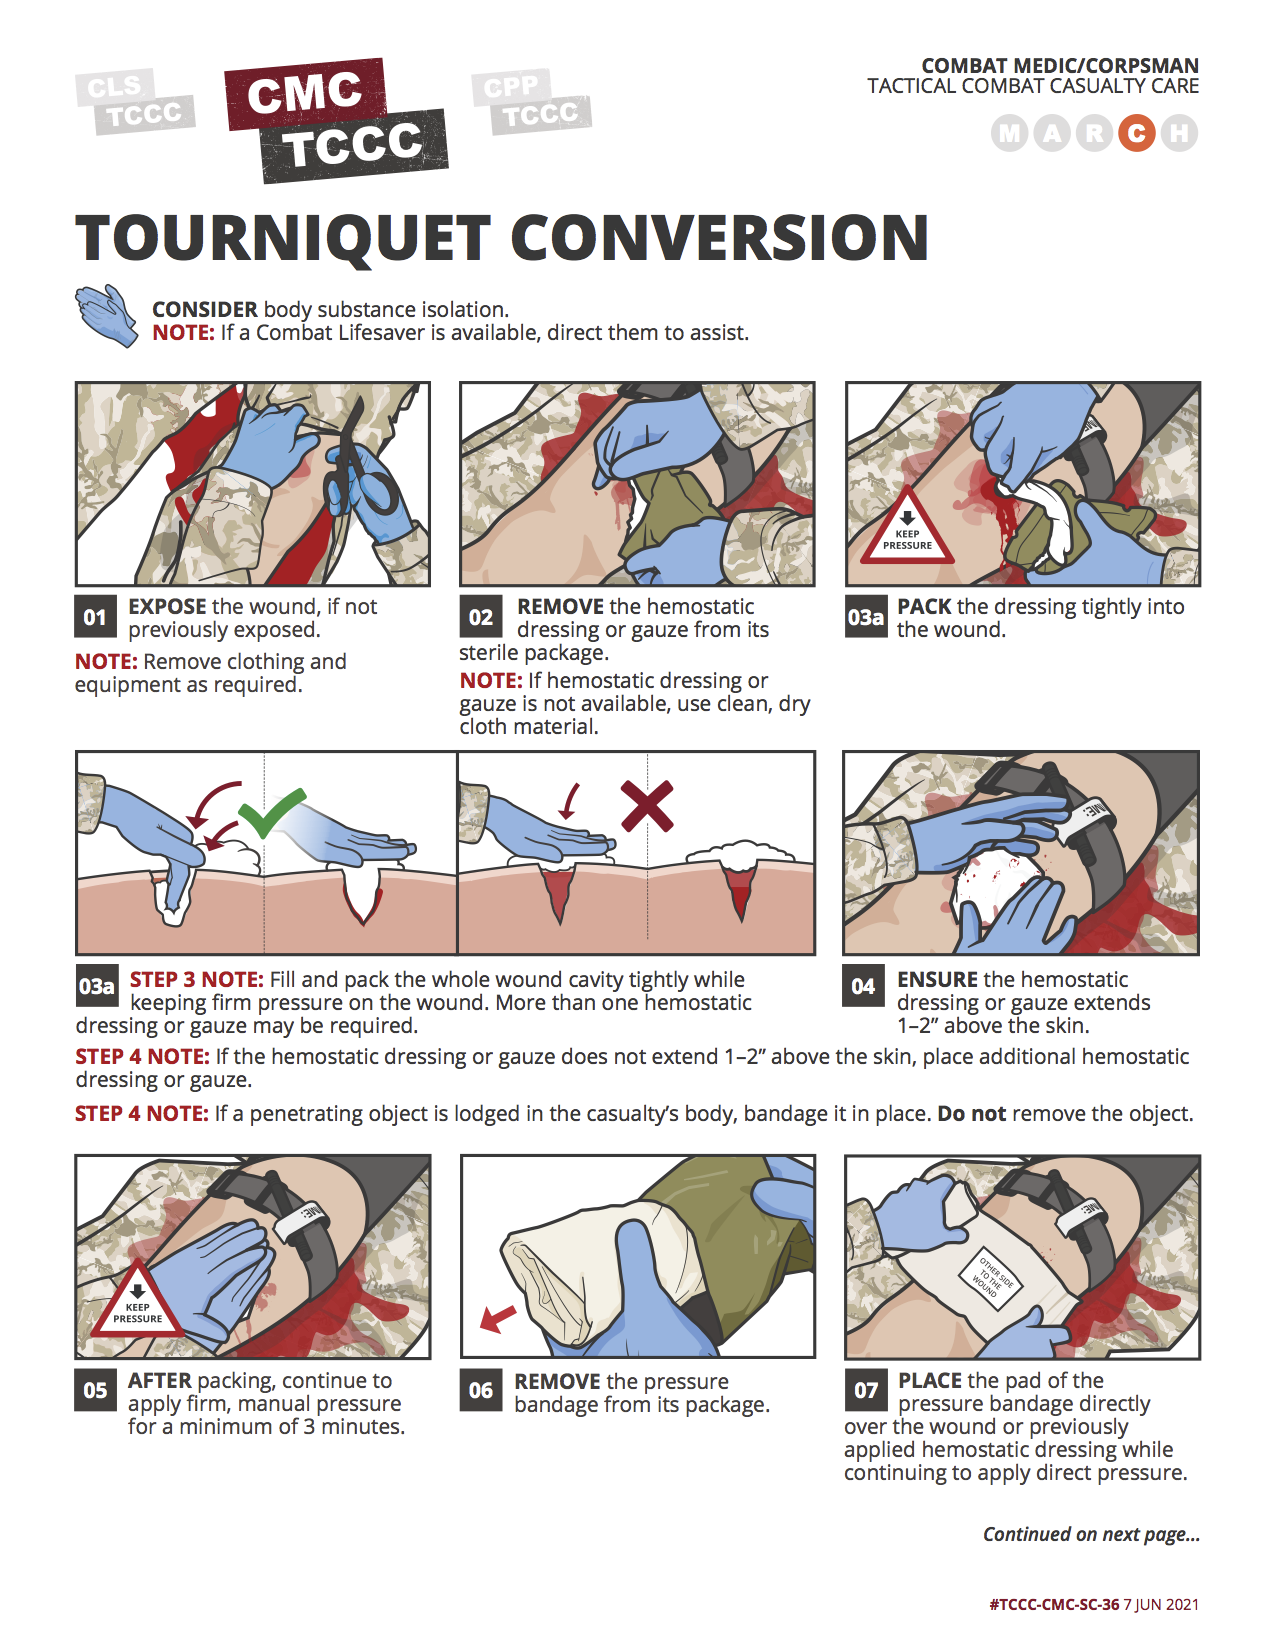 CLS
TCCC
CMC
TCCC
CPP
TCCC
COMBAT MEDIC/CORPSMAN
TACTICAL COMBAT CASUALTY CARE
M A R C H
TOURNIQUET CONVERSION
CONSIDER body substance isolation.
NOTE: If a Combat Lifesaver is available, direct them to assist.
KEEP
PRESSURE
01 EXPOSE the wound, if not
previously exposed.
NOTE: Remove clothing and
equipment as required.
02 REMOVE the hemostatic
dressing or gauze from its
sterile package.
NOTE: If hemostatic dressing or
gauze is not available, use clean, dry
cloth material.
03a PACK the dressing tightly into
the wound.
ME:
03a STEP 3 NOTE: Fill and pack the whole wound cavity tightly while
keeping firm pressure on the wound. More than one hemostatic
dressing or gauze may be required.
04 ENSURE the hemostatic
dressing or gauze extends
1–2” above the skin.
STEP 4 NOTE: If the hemostatic dressing or gauze does not extend 1–2” above the skin, place additional hemostatic
dressing or gauze.
STEP 4 NOTE: If a penetrating object is lodged in the casualty’s body, bandage it in place. Do not remove the object.
ME:
KEEP
PRESSURE
ME:
OTHER SIDE
TO THE
WOUND
05 AFTER packing, continue to
apply firm, manual pressure
for a minimum of 3 minutes.
06 REMOVE the pressure
bandage from its package.
07 PLACE the pad of the
pressure bandage directly
over the wound or previously
applied hemostatic dressing while
continuing to apply direct pressure.
Continued on next page...
#TCCC-CMC-SC-36 7 JUN 2021